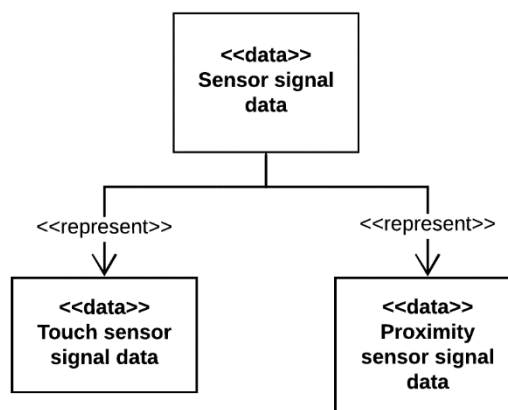 <<data>>
Sensor signal
data
<<represent>>
<<represent>>
<<data>>
Touch sensor
signal data
<<data>>
Proximity
sensor signal
data